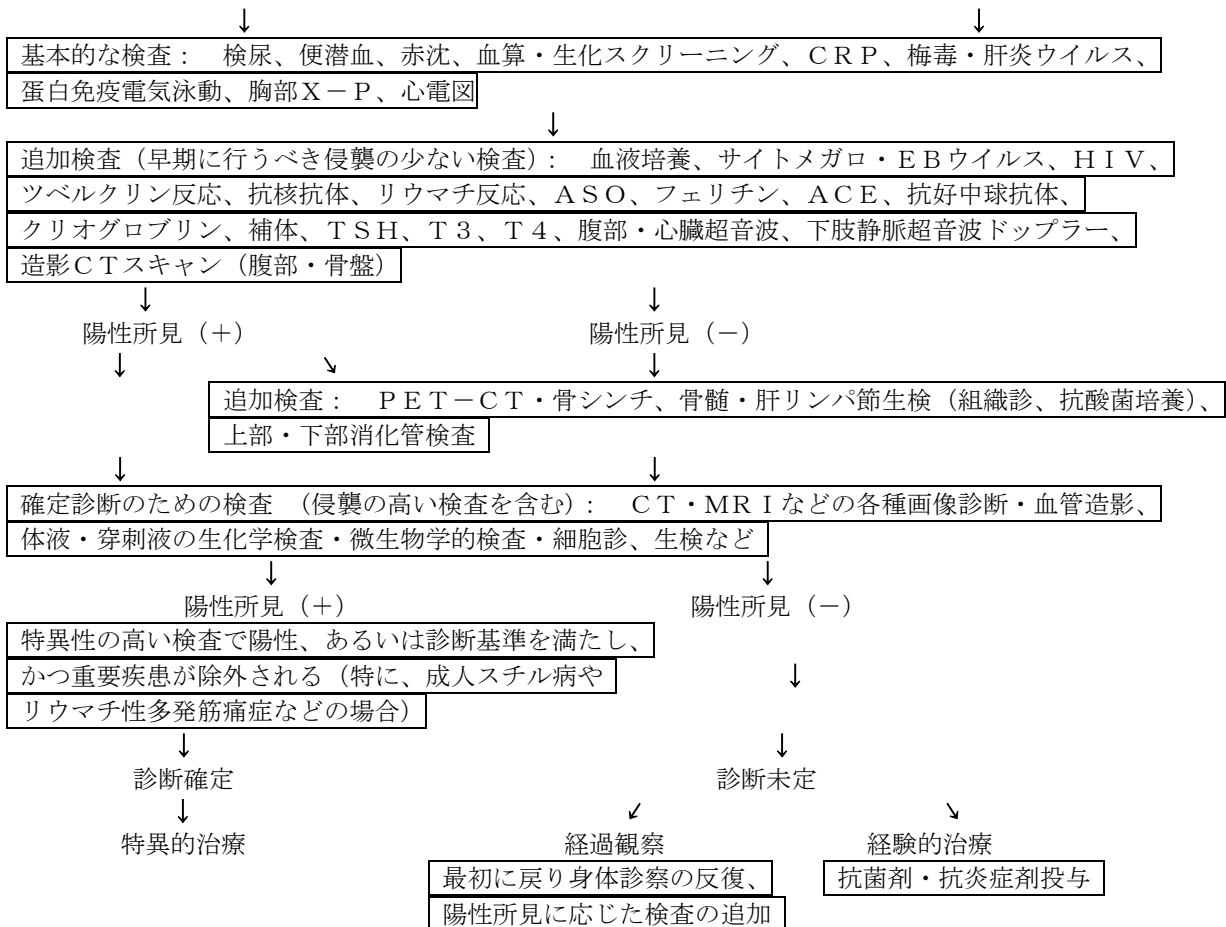 ↓ ↓
基本的な検査： 検尿、便潜血、赤沈、血算・生化スクリーニング、ＣＲＰ、梅毒・肝炎ウイルス、
蛋白免疫電気泳動、胸部Ｘ－Ｐ、心電図
↓
追加検査（早期に行うべき侵襲の少ない検査）： 血液培養、サイトメガロ・ＥＢウイルス、ＨＩＶ、
ツベルクリン反応、抗核抗体、リウマチ反応、ＡＳＯ、フェリチン、ＡＣＥ、抗好中球抗体、
クリオグロブリン、補体、ＴＳＨ、Ｔ３、Ｔ４、腹部・心臓超音波、下肢静脈超音波ドップラー、
造影ＣＴスキャン（腹部・骨盤）
↓ ↓
陽性所見（＋） 陽性所見（－）
↓ ↘ ↓
追加検査： ＰＥＴ－ＣＴ・骨シンチ、骨髄・肝リンパ節生検（組織診、抗酸菌培養）、
上部・下部消化管検査
↓ ↓
確定診断のための検査 （侵襲の高い検査を含む）： ＣＴ・ＭＲＩなどの各種画像診断・血管造影、
体液・穿刺液の生化学検査・微生物学的検査・細胞診、生検など
↓ ↓
陽性所見（＋） 陽性所見（－）
特異性の高い検査で陽性、あるいは診断基準を満たし、
かつ重要疾患が除外される（特に、成人スチル病や ↓
リウマチ性多発筋痛症などの場合）
↓ ↓
診断確定 診断未定
↓ ↙ ↘
特異的治療 経過観察 経験的治療
最初に戻り身体診察の反復、 抗菌剤・抗炎症剤投与
陽性所見に応じた検査の追加